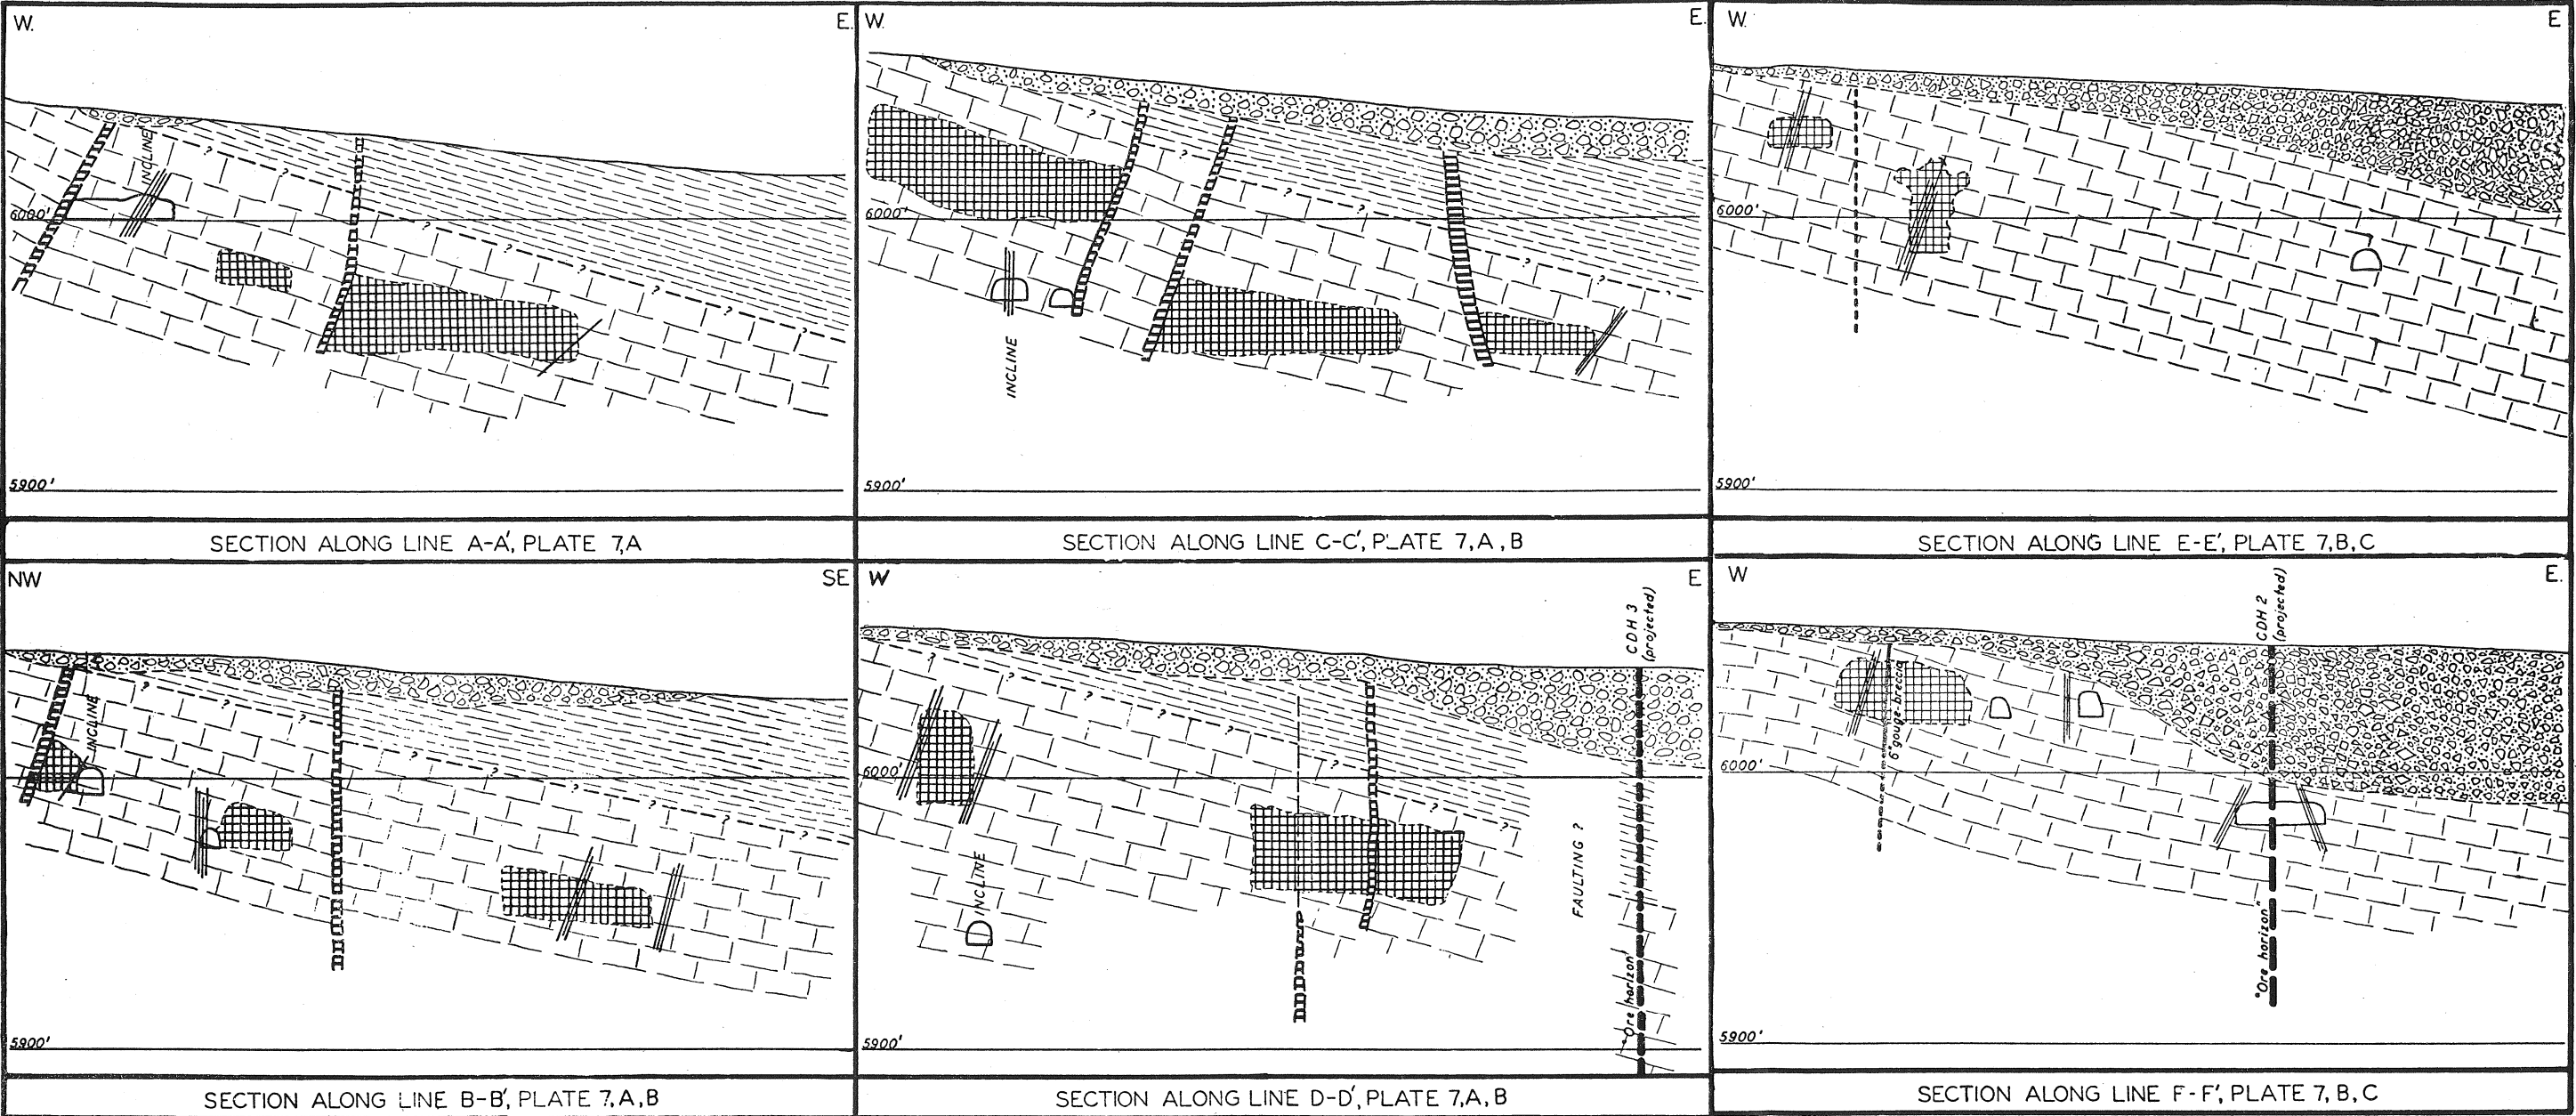 W.
E.
INCLINE
?
?
?
?
?
?
?
6000'
5900'
SECTION ALONG LINE A-A', PLATE 7,A
W.
E.
?
?
?
?
?
?
6000'
INCLINE
5900'
SECTION ALONG LINE C-C', PLATE 7,A,B
W.
E
6000'
5900'
SECTION ALONG LINE E-E', PLATE 7,B,C
NW
SE
INCLINE
?
?
?
?
?
?
?
?
6000'
5900'
SECTION ALONG LINE B-B', PLATE 7,A,B
W
E
CDH 3
(projected)
?
?
?
?
?
?
?
6000'
INCLINE
FAULTING ?
"Ore horizon"
5900'
SECTION ALONG LINE D-D', PLATE 7,A,B
W
E.
CDH 2
(projected)
6" gouge-breccia
6000'
"Ore horizon"
5900'
SECTION ALONG LINE F-F', PLATE 7,B,C